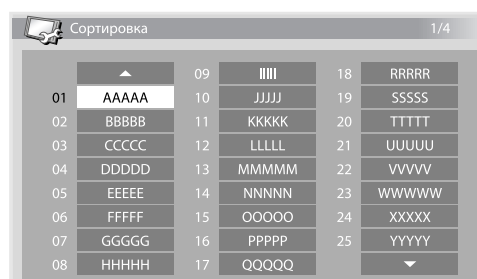 Сортировка 1/4
09 IIIII 18 RRRRR
01 AAAAA 10 JJJJJ 19 SSSSS
02 BBBBB 11 KKKKK 20 TTTTT
03 CCCCC 12 LLLLL 21 UUUUU
04 DDDDD 13 MMMMM 22 VVVVV
05 EEEEE 14 NNNNN 23 WWWWW
06 FFFFF 15 OOOOO 24 XXXXX
07 GGGGG 16 PPPPP 25 YYYYY
08 HHHHH 17 QQQQQ